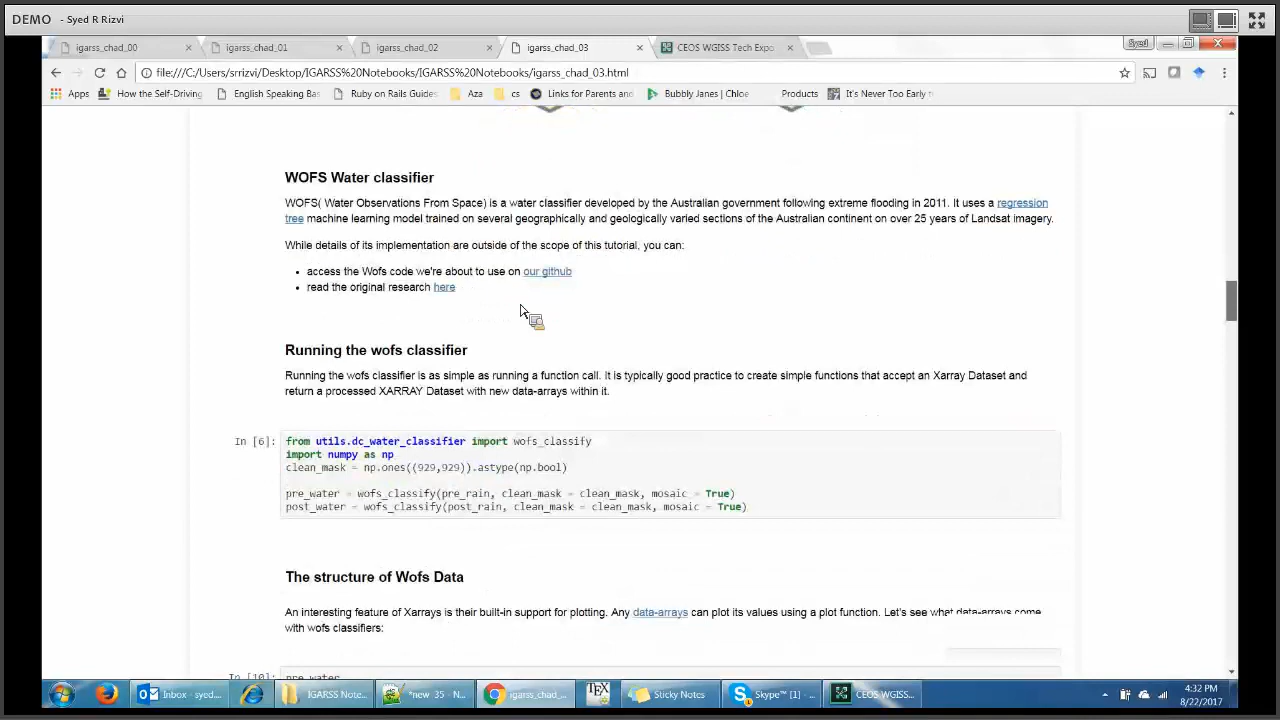 DEMO - Syed R Rizvi
igarss_chad_00 × igarss_chad_01 × igarss_chad_02 × igarss_chad_03 × CEOS WGISS Tech Expo ×
Syed
file:///C:/Users/srrizvi/Desktop/IGARSS%20Notebooks/IGARSS%20Notebooks/igarss_chad_03.html
Apps How the Self-Driving English Speaking Bas Ruby on Rails Guides Aza cs Links for Parents and Bubbly Janes | Chloe Products It's Never Too Early t
WOFS Water classifier
WOFS( Water Observations From Space) is a water classifier developed by the Australian government following extreme flooding in 2011. It uses a regression
tree machine learning model trained on several geographically and geologically varied sections of the Australian continent on over 25 years of Landsat imagery.
While details of its implementation are outside of the scope of this tutorial, you can:
• access the Wofs code we're about to use on our github
• read the original research here
Running the wofs classifier
Running the wofs classifier is as simple as running a function call. It is typically good practice to create simple functions that accept an Xarray Dataset and
return a processed XARRAY Dataset with new data-arrays within it.
In [6]: from utils.dc_water_classifier import wofs_classify
import numpy as np
clean_mask = np.ones((929,929)).astype(np.bool)
pre_water = wofs_classify(pre_rain, clean_mask = clean_mask, mosaic = True)
post_water = wofs_classify(post_rain, clean_mask = clean_mask, mosaic = True)
The structure of Wofs Data
An interesting feature of Xarrays is their built-in support for plotting. Any data-arrays can plot its values using a plot function. Let's see what data-arrays come
with wofs classifiers:
In [10]: pre_water
Inbox - syed.... IGARSS Note... *new 35 - N... igarss_chad_... TEX Sticky Notes Skype™ [1] - ... CEOS WGISS...
4:32 PM
8/22/2017